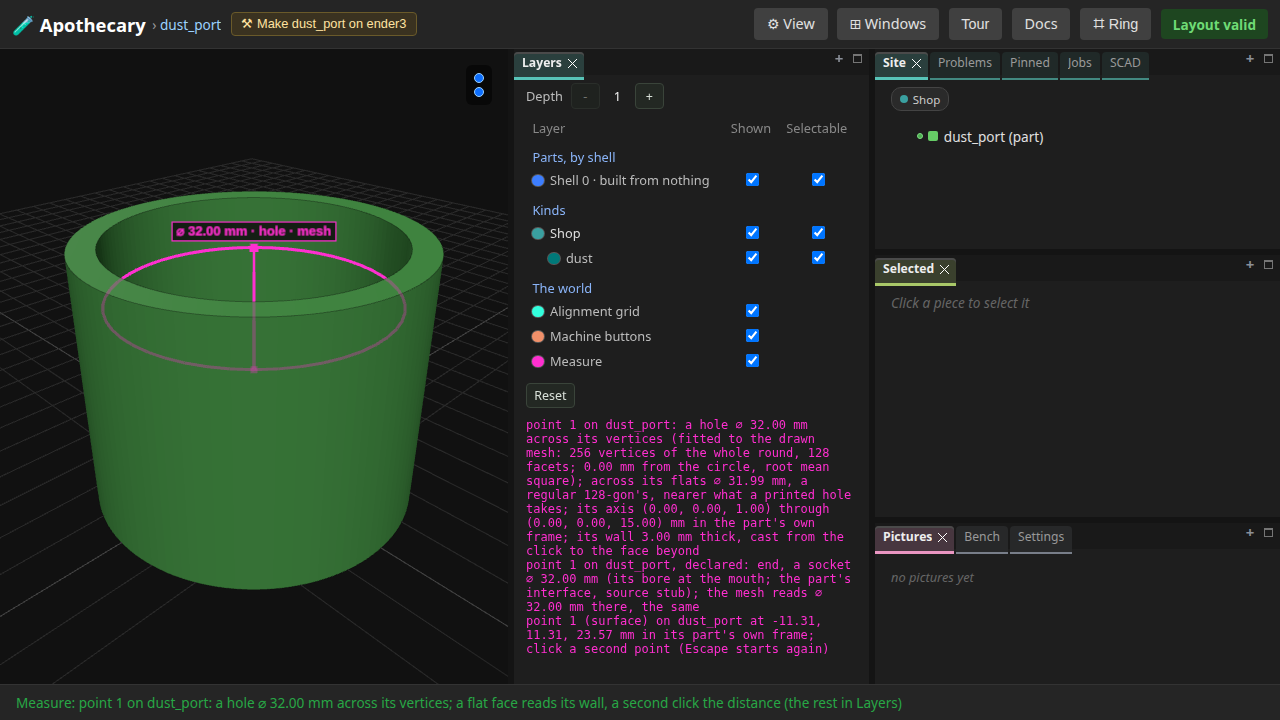 Apothecary › dust_port
⚒ Make dust_port on ender3
⚙ View
⊞ Windows
Tour
Docs
⌗ Ring
Layout valid
⌀ 32.00 mm · hole · mesh
Layers
Depth - 1 +
Layer Shown Selectable
Parts, by shell
Shell 0 · built from nothing
Kinds
Shop
dust
The world
Alignment grid
Machine buttons
Measure
Reset
point 1 on dust_port: a hole ⌀ 32.00 mm
across its vertices (fitted to the drawn
mesh: 256 vertices of the whole round, 128
facets; 0.00 mm from the circle, root mean
square); across its flats ⌀ 31.99 mm, a
regular 128-gon's, nearer what a printed hole
takes; its axis (0.00, 0.00, 1.00) through
(0.00, 0.00, 15.00) mm in the part's own
frame; its wall 3.00 mm thick, cast from the
click to the face beyond
point 1 on dust_port, declared: end, a socket
⌀ 32.00 mm (its bore at the mouth; the part's
interface, source stub); the mesh reads ⌀
32.00 mm there, the same
point 1 (surface) on dust_port at -11.31,
11.31, 23.57 mm in its part's own frame;
click a second point (Escape starts again)
Site Problems Pinned Jobs SCAD
Shop
dust_port (part)
Selected
Click a piece to select it
Pictures Bench Settings
no pictures yet
Measure: point 1 on dust_port: a hole ⌀ 32.00 mm across its vertices; a flat face reads its wall, a second click the distance (the rest in Layers)